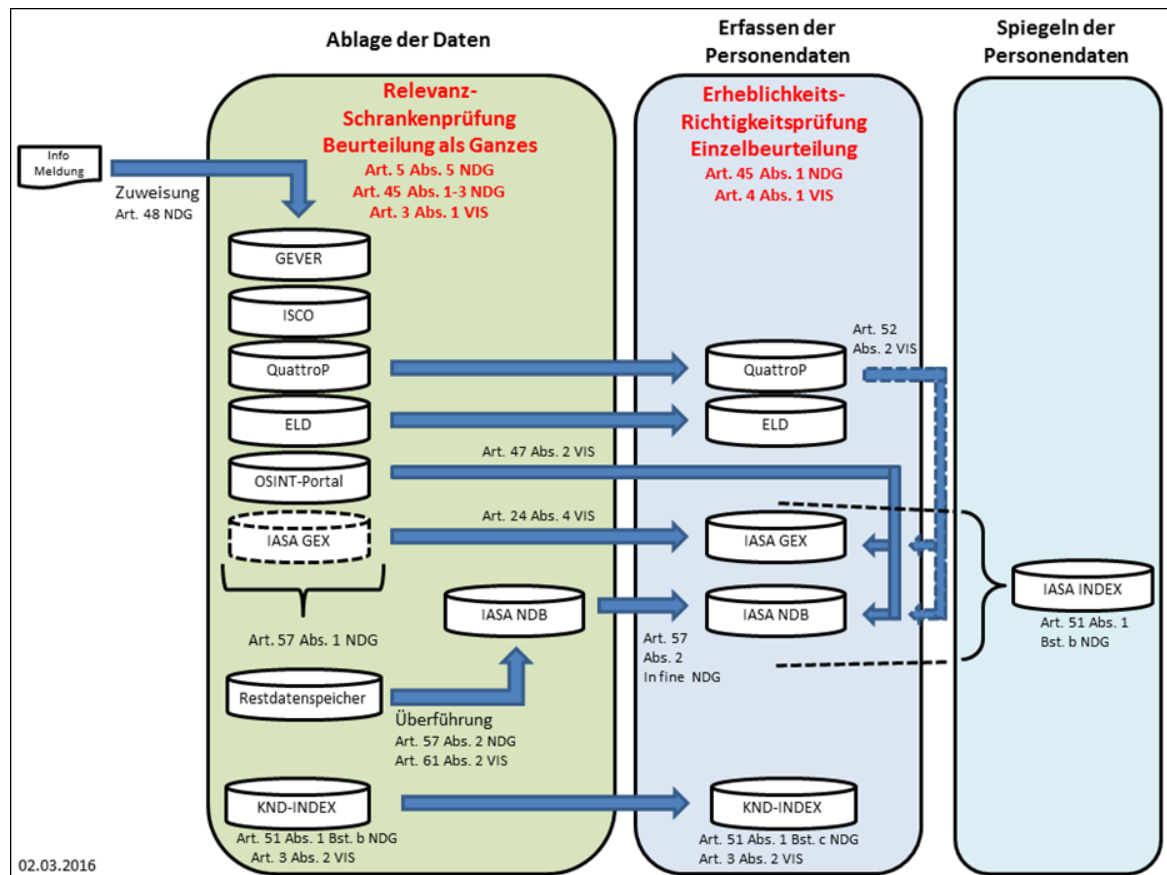 Ablage der Daten
Erfassen der
Personendaten
Spiegeln der
Personendaten
Relevanz-
Schrankenprüfung
Beurteilung als Ganzes
Art. 5 Abs. 5 NDG
Art. 45 Abs. 1-3 NDG
Art. 3 Abs. 1 VIS
Erheblichkeits-
Richtigkeitsprüfung
Einzelbeurteilung
Art. 45 Abs. 1 NDG
Art. 4 Abs. 1 VIS
Info
Meldung
Zuweisung
Art. 48 NDG
GEVER
ISCO
QuattroP
QuattroP
Art. 52
Abs. 2 VIS
ELD
ELD
Art. 47 Abs. 2 VIS
OSINT-Portal
Art. 24 Abs. 4 VIS
IASA GEX
IASA GEX
IASA NDB
IASA NDB
IASA INDEX
Art. 51 Abs. 1
Bst. b NDG
Art. 57 Abs. 1 NDG
Art. 57
Abs. 2
In fine NDG
Restdatenspeicher
Überführung
Art. 57 Abs. 2 NDG
Art. 61 Abs. 2 VIS
KND-INDEX
KND-INDEX
Art. 51 Abs. 1 Bst. b NDG
Art. 3 Abs. 2 VIS
Art. 51 Abs. 1 Bst. c NDG
Art. 3 Abs. 2 VIS
02.03.2016